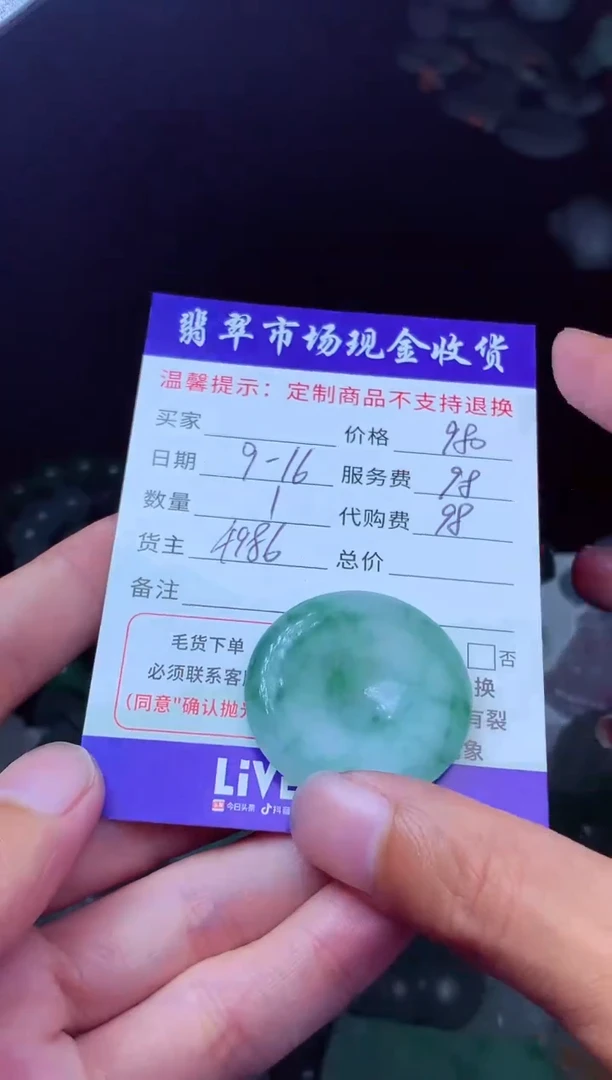 翡翠市场现金收货
温馨提示：定制商品不支持退换
买家 价格 980
日期 9-16 服务费 98
数量 1 代购费 98
货主 4986 总价
备注
毛货下单 否
必须联系客 换
(同意"确认抛 有裂
象
LiVE
今日头条 抖音